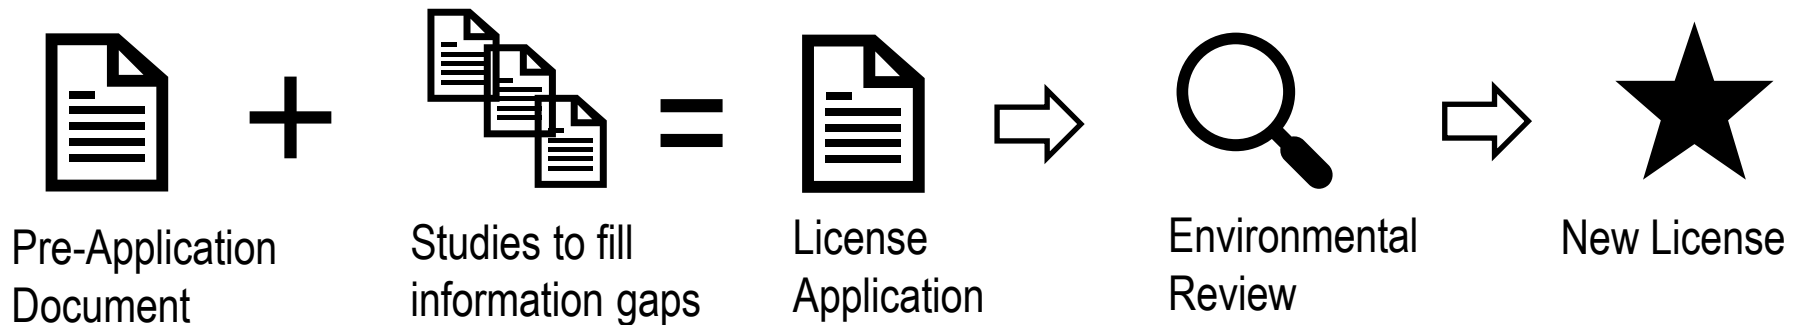 Pre-Application
Document
Studies to fill
information gaps
License
Application
Environmental
Review
New License